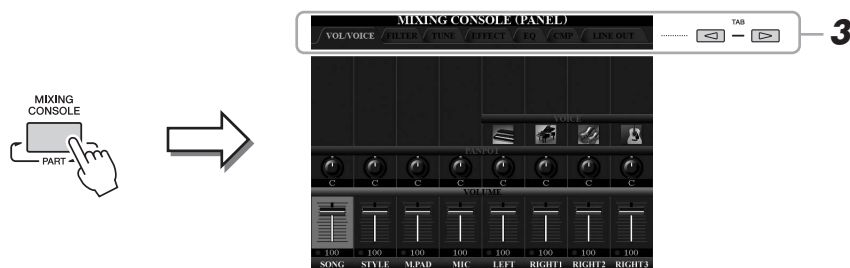 MIXING CONSOLE (PANEL)
VOL/VOICE FILTER TUNE EFFECT EQ CMP LINE OUT
TAB
3
MIXING
CONSOLE
PART
VOICE
PANPOT
C C C C C C C C
VOLUME
100 100 100 100 100 100 100 100
SONG STYLE M.PAD MIC LEFT RIGHT1 RIGHT2 RIGHT3